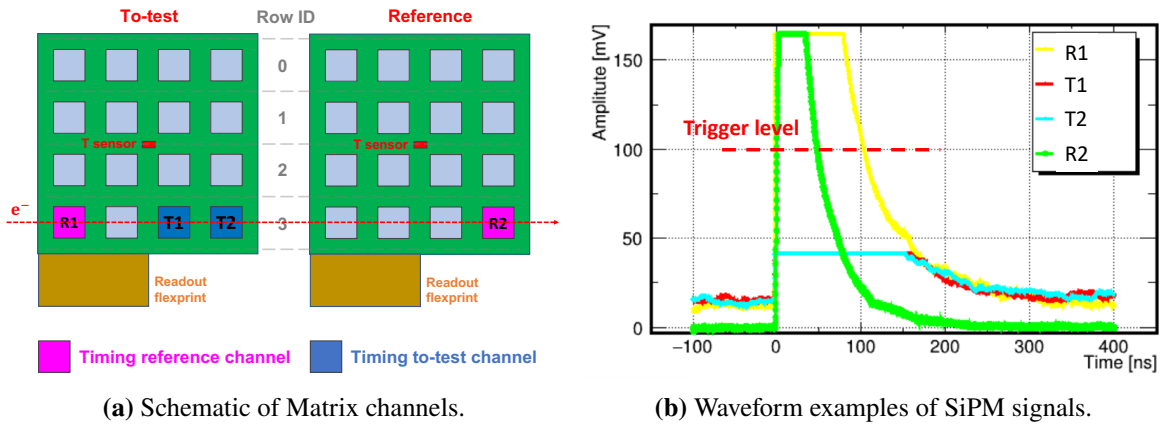 To-test Row ID Reference
0
1
T sensor T sensor
2
e⁻ R1 T1 T2 3 R2
Readout flexprint Readout flexprint
Timing reference channel Timing to-test channel
(a) Schematic of Matrix channels.
Amplitude [mV]
150
100
50
0
Trigger level
R1
T1
T2
R2
−100 0 100 200 300 400
Time [ns]
(b) Waveform examples of SiPM signals.